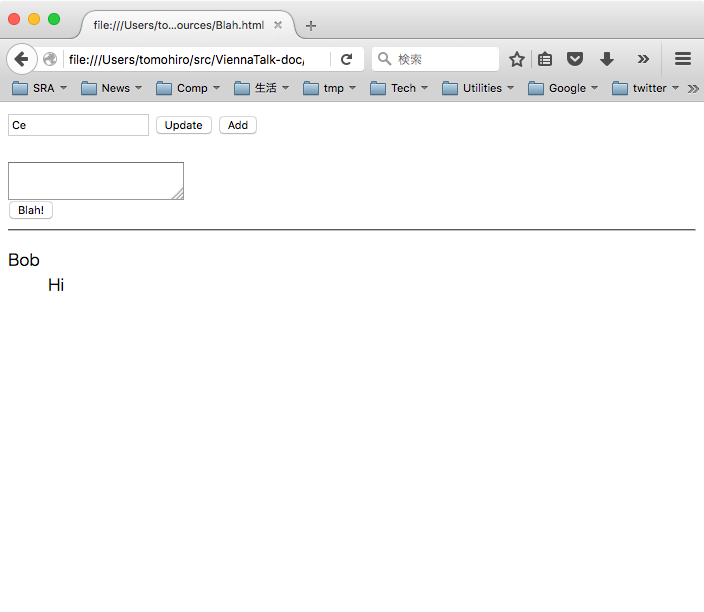 file:///Users/to...ources/Blah.html
file:///Users/tomohiro/src/ViennaTalk-doc/
検索
SRA News Comp 生活 tmp Tech Utilities Google twitter
Ce Update Add
Blah!
Bob
Hi